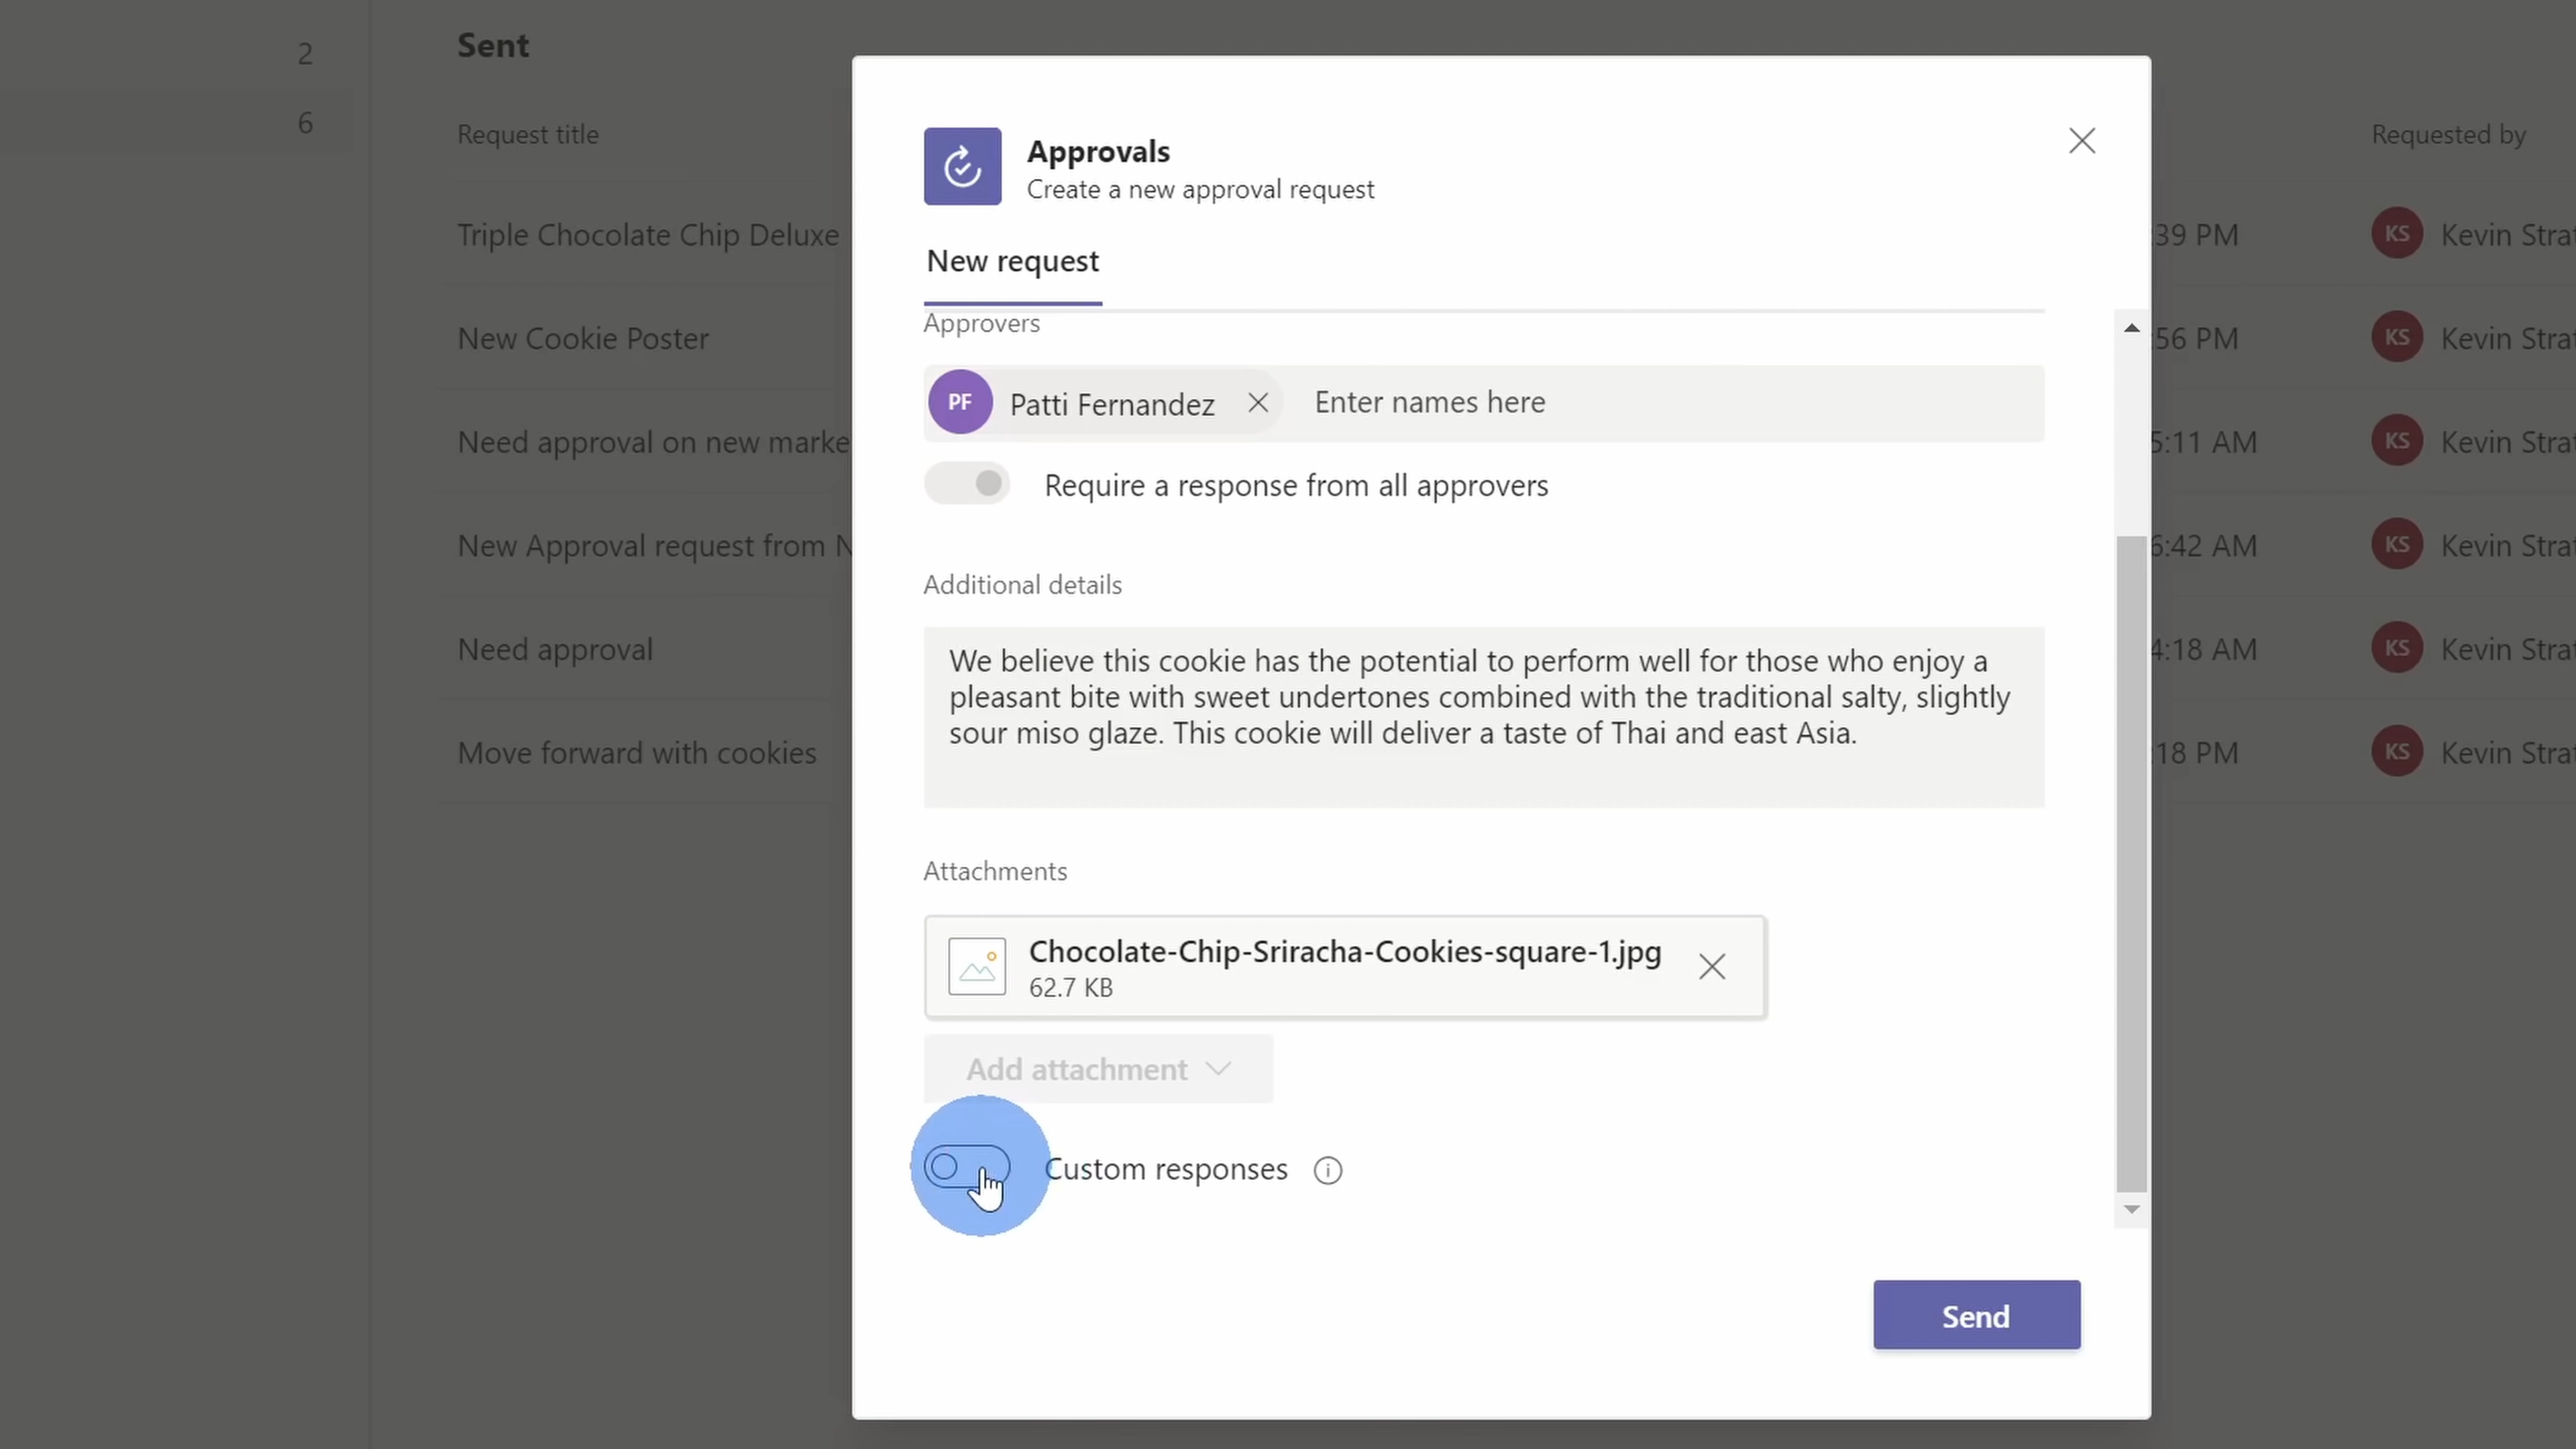 2
6
Sent
Request title
Requested by
Triple Chocolate Chip Deluxe
39 PM
KS
Kevin Stra
New Cookie Poster
56 PM
KS
Kevin Stra
Need approval on new marke
5:11 AM
KS
Kevin Stra
New Approval request from
6:42 AM
KS
Kevin Stra
Need approval
4:18 AM
KS
Kevin Stra
Move forward with cookies
18 PM
KS
Kevin Stra
Approvals
Create a new approval request
New request
Approvers
PF
Patti Fernandez
Enter names here
Require a response from all approvers
Additional details
We believe this cookie has the potential to perform well for those who enjoy a
pleasant bite with sweet undertones combined with the traditional salty, slightly
sour miso glaze. This cookie will deliver a taste of Thai and east Asia.
Attachments
Chocolate-Chip-Sriracha-Cookies-square-1.jpg
62.7 KB
Add attachment
Custom responses
Send